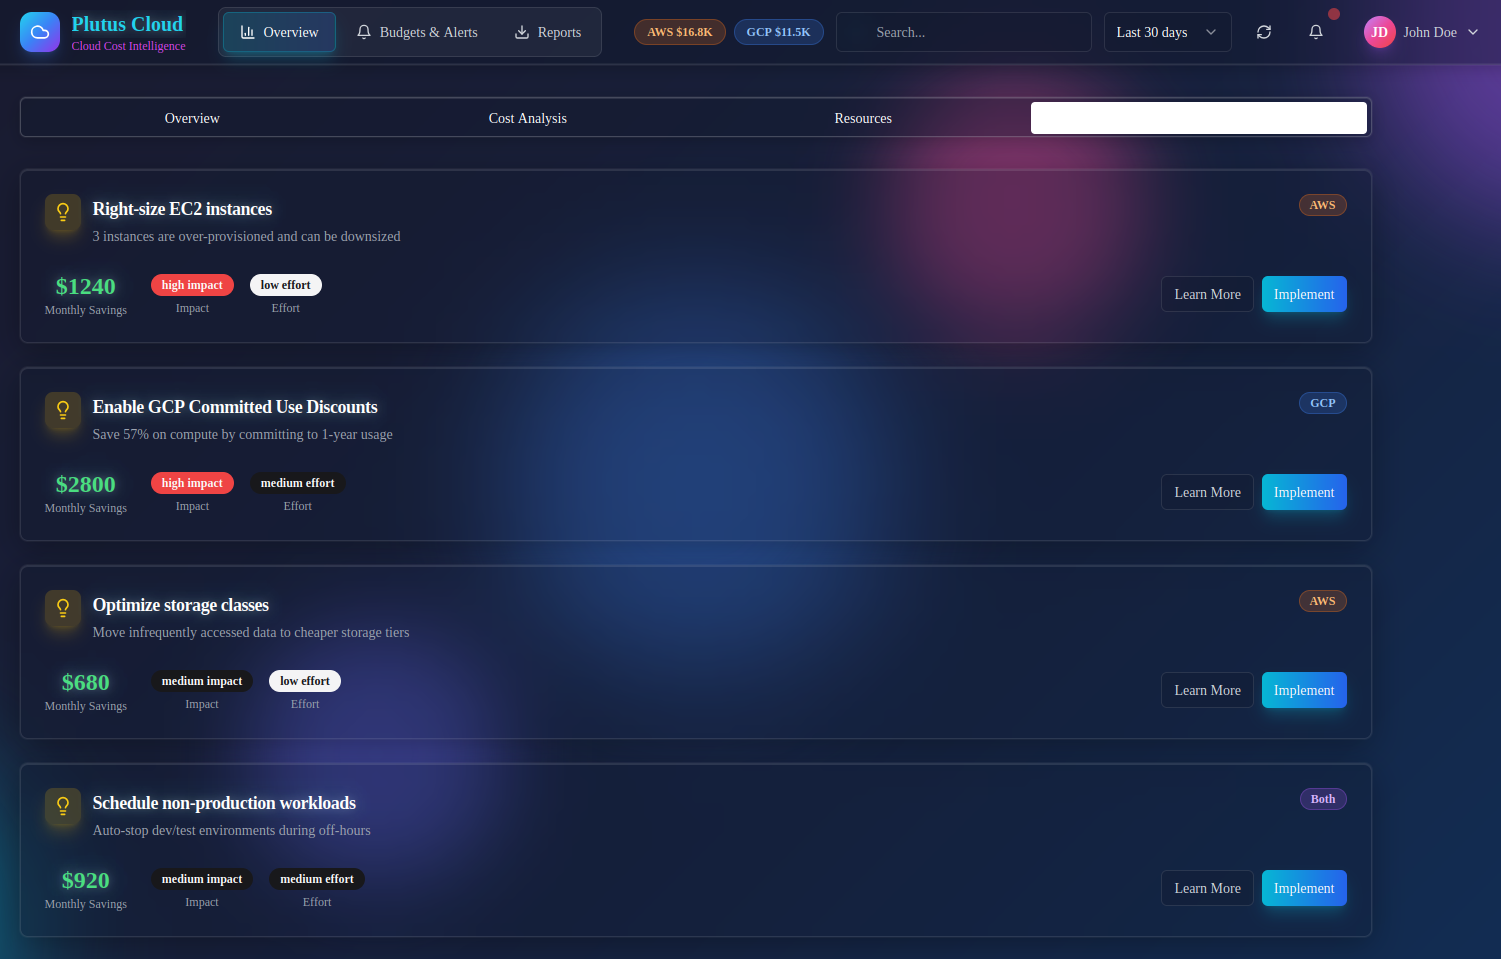 Plutus Cloud
Cloud Cost Intelligence
Overview
Budgets & Alerts
Reports
AWS $16.8K
GCP $11.5K
Search...
Last 30 days
JD
John Doe
Overview
Cost Analysis
Resources
Right-size EC2 instances
AWS
3 instances are over-provisioned and can be downsized
$1240
Monthly Savings
high impact
Impact
low effort
Effort
Learn More
Implement
Enable GCP Committed Use Discounts
GCP
Save 57% on compute by committing to 1-year usage
$2800
Monthly Savings
high impact
Impact
medium effort
Effort
Learn More
Implement
Optimize storage classes
AWS
Move infrequently accessed data to cheaper storage tiers
$680
Monthly Savings
medium impact
Impact
low effort
Effort
Learn More
Implement
Schedule non-production workloads
Both
Auto-stop dev/test environments during off-hours
$920
Monthly Savings
medium impact
Impact
medium effort
Effort
Learn More
Implement